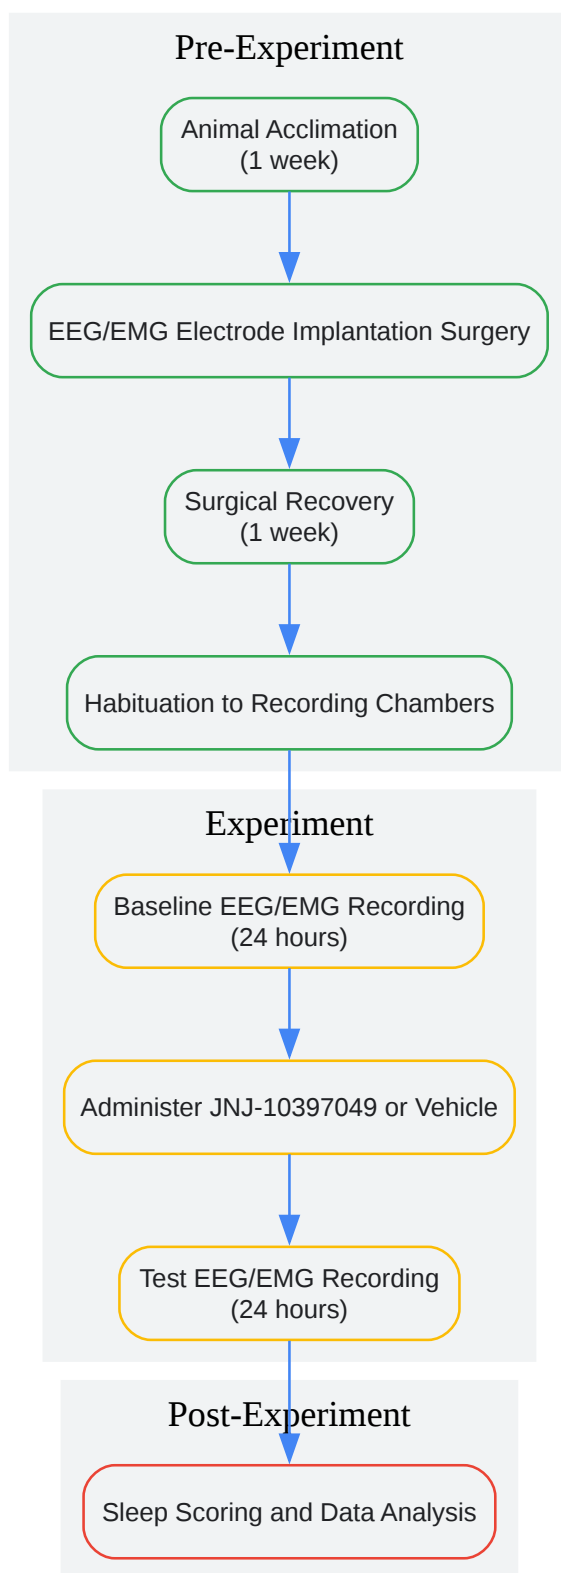 Pre-Experiment
Animal Acclimation
(1 week)
EEG/EMG Electrode Implantation Surgery
Surgical Recovery
(1 week)
Habituation to Recording Chambers
Experiment
Baseline EEG/EMG Recording
(24 hours)
Administer JNJ-10397049 or Vehicle
Test EEG/EMG Recording
(24 hours)
Post-Experiment
Sleep Scoring and Data Analysis